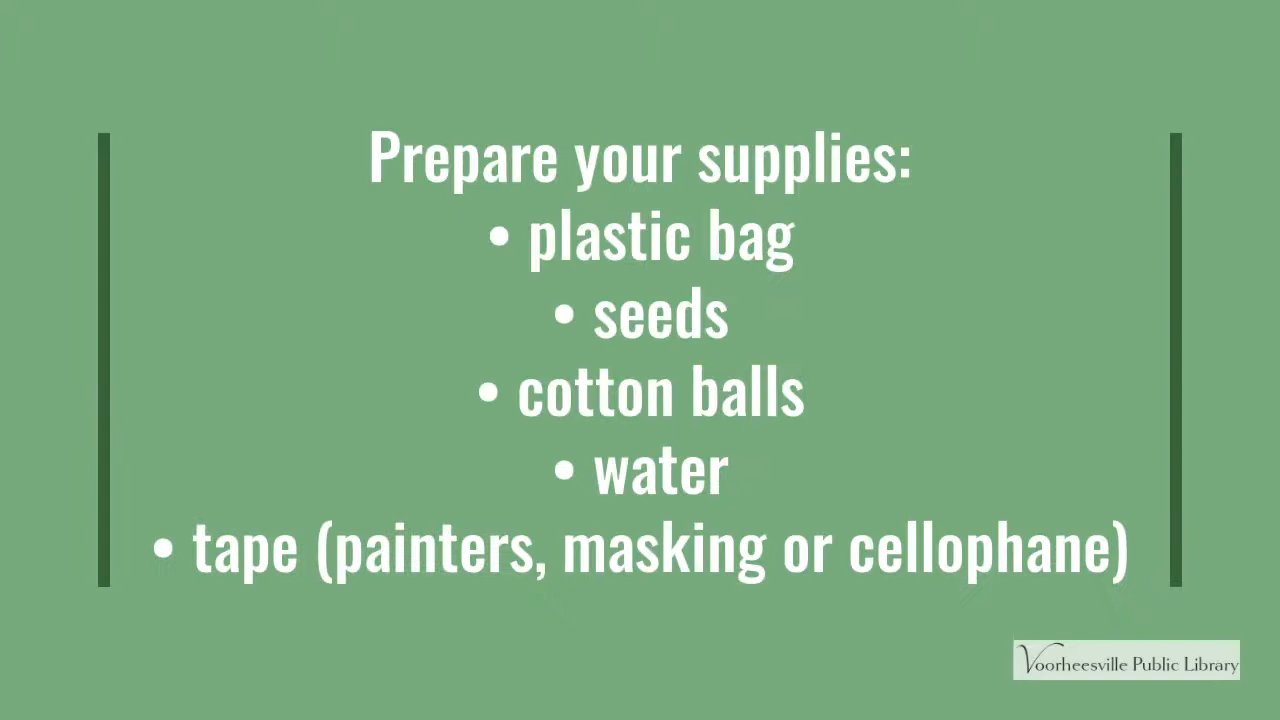 Prepare your supplies:
• plastic bag
• seeds
• cotton balls
• water
• tape (painters, masking or cellophane)
Voorheesville Public Library